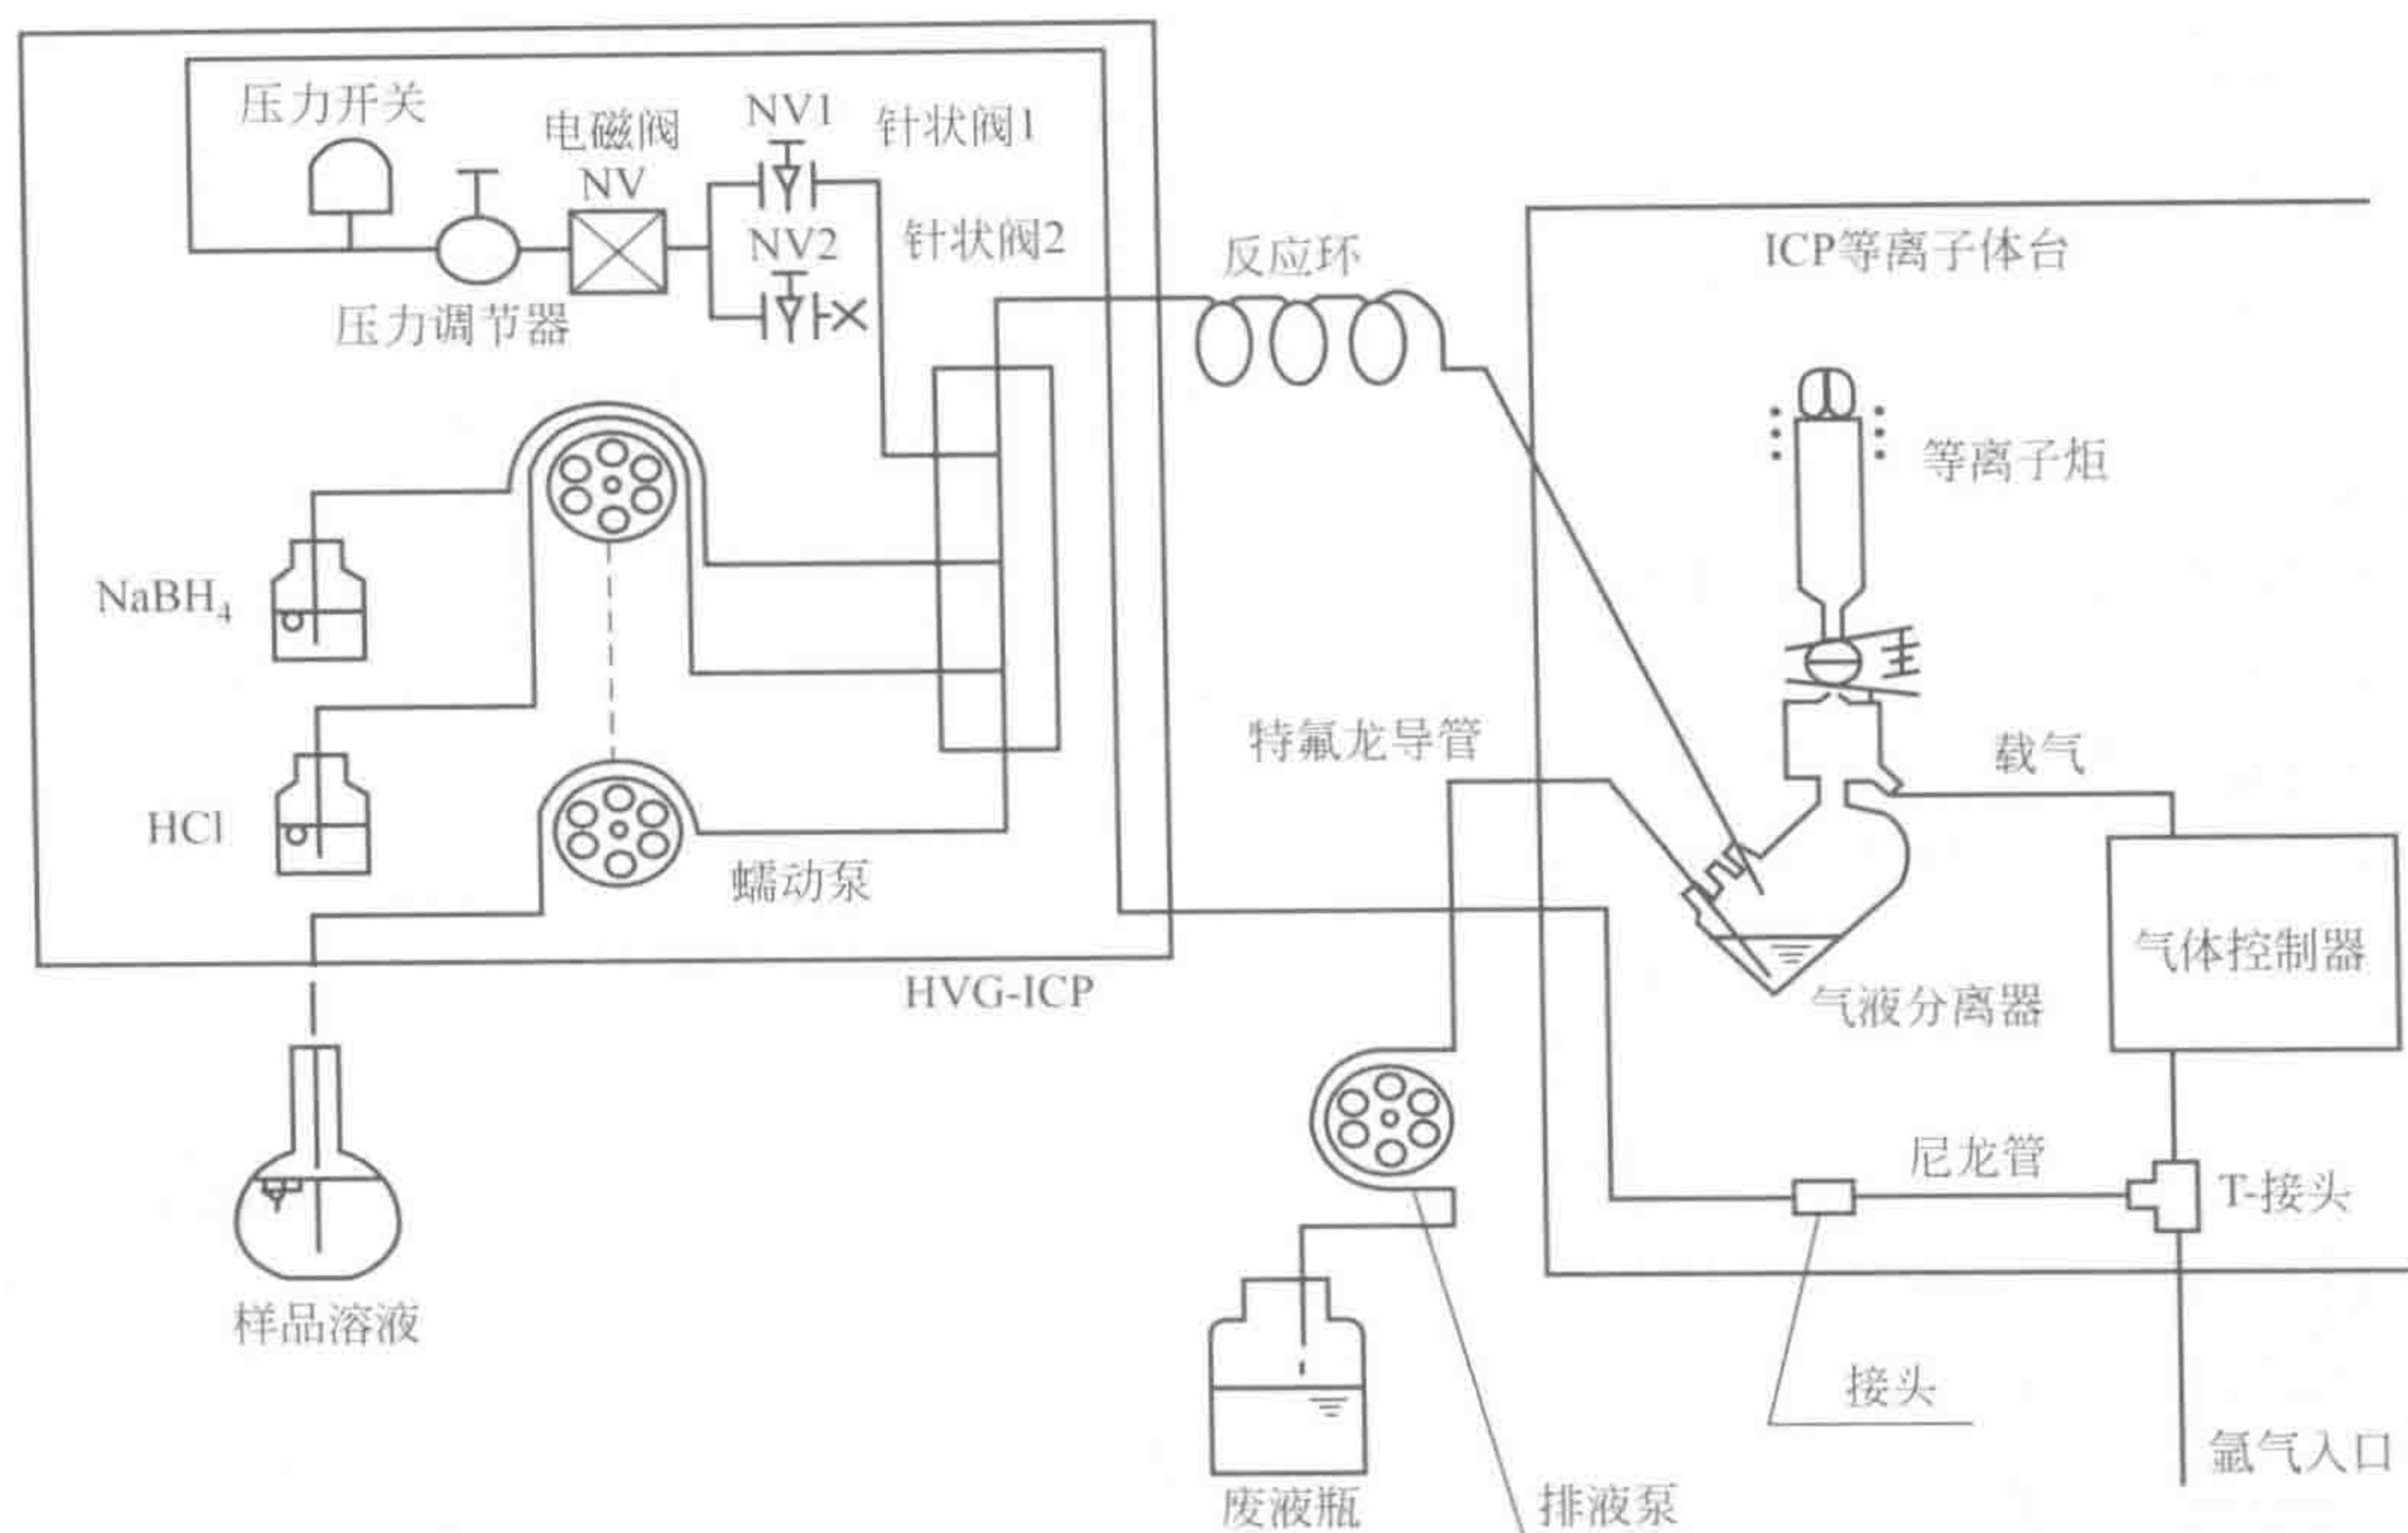 压力开关
电磁阀
NV
NV1
针状阀1
NV2
针状阀2
压力调节器
反应环
ICP等离子体台
等离子炬
NaBH₄
HCl
蠕动泵
特氟龙导管
载气
气体控制器
气液分离器
HVG-ICP
样品溶液
尼龙管
T-接头
接头
氩气入口
废液瓶
排液泵